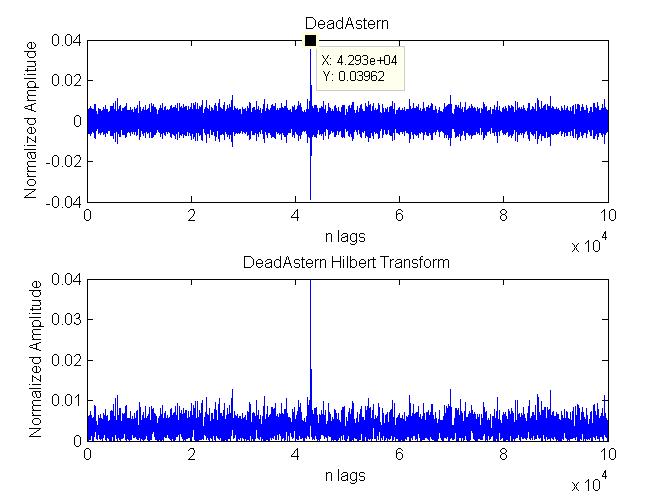 DeadAstern
0.04
0.02
0
-0.02
-0.04
Normalized Amplitude
X: 4.293e+04
Y: 0.03962
0 2 4 6 8 10
n lags
x 10^4
DeadAstern Hilbert Transform
0.04
0.03
0.02
0.01
0
Normalized Amplitude
0 2 4 6 8 10
n lags
x 10^4